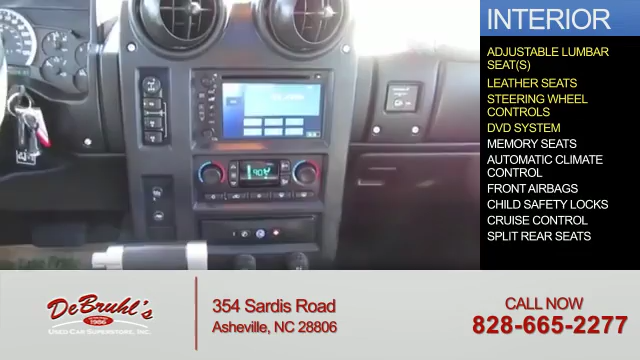 INTERIOR
ADJUSTABLE LUMBAR
SEAT(S)
LEATHER SEATS
STEERING WHEEL
CONTROLS
DVD SYSTEM
MEMORY SEATS
AUTOMATIC CLIMATE
CONTROL
FRONT AIRBAGS
CHILD SAFETY LOCKS
CRUISE CONTROL
SPLIT REAR SEATS
DeBruhl's
1986
USED CAR SUPERSTORE, INC.
354 Sardis Road
Asheville, NC 28806
CALL NOW
828-665-2277